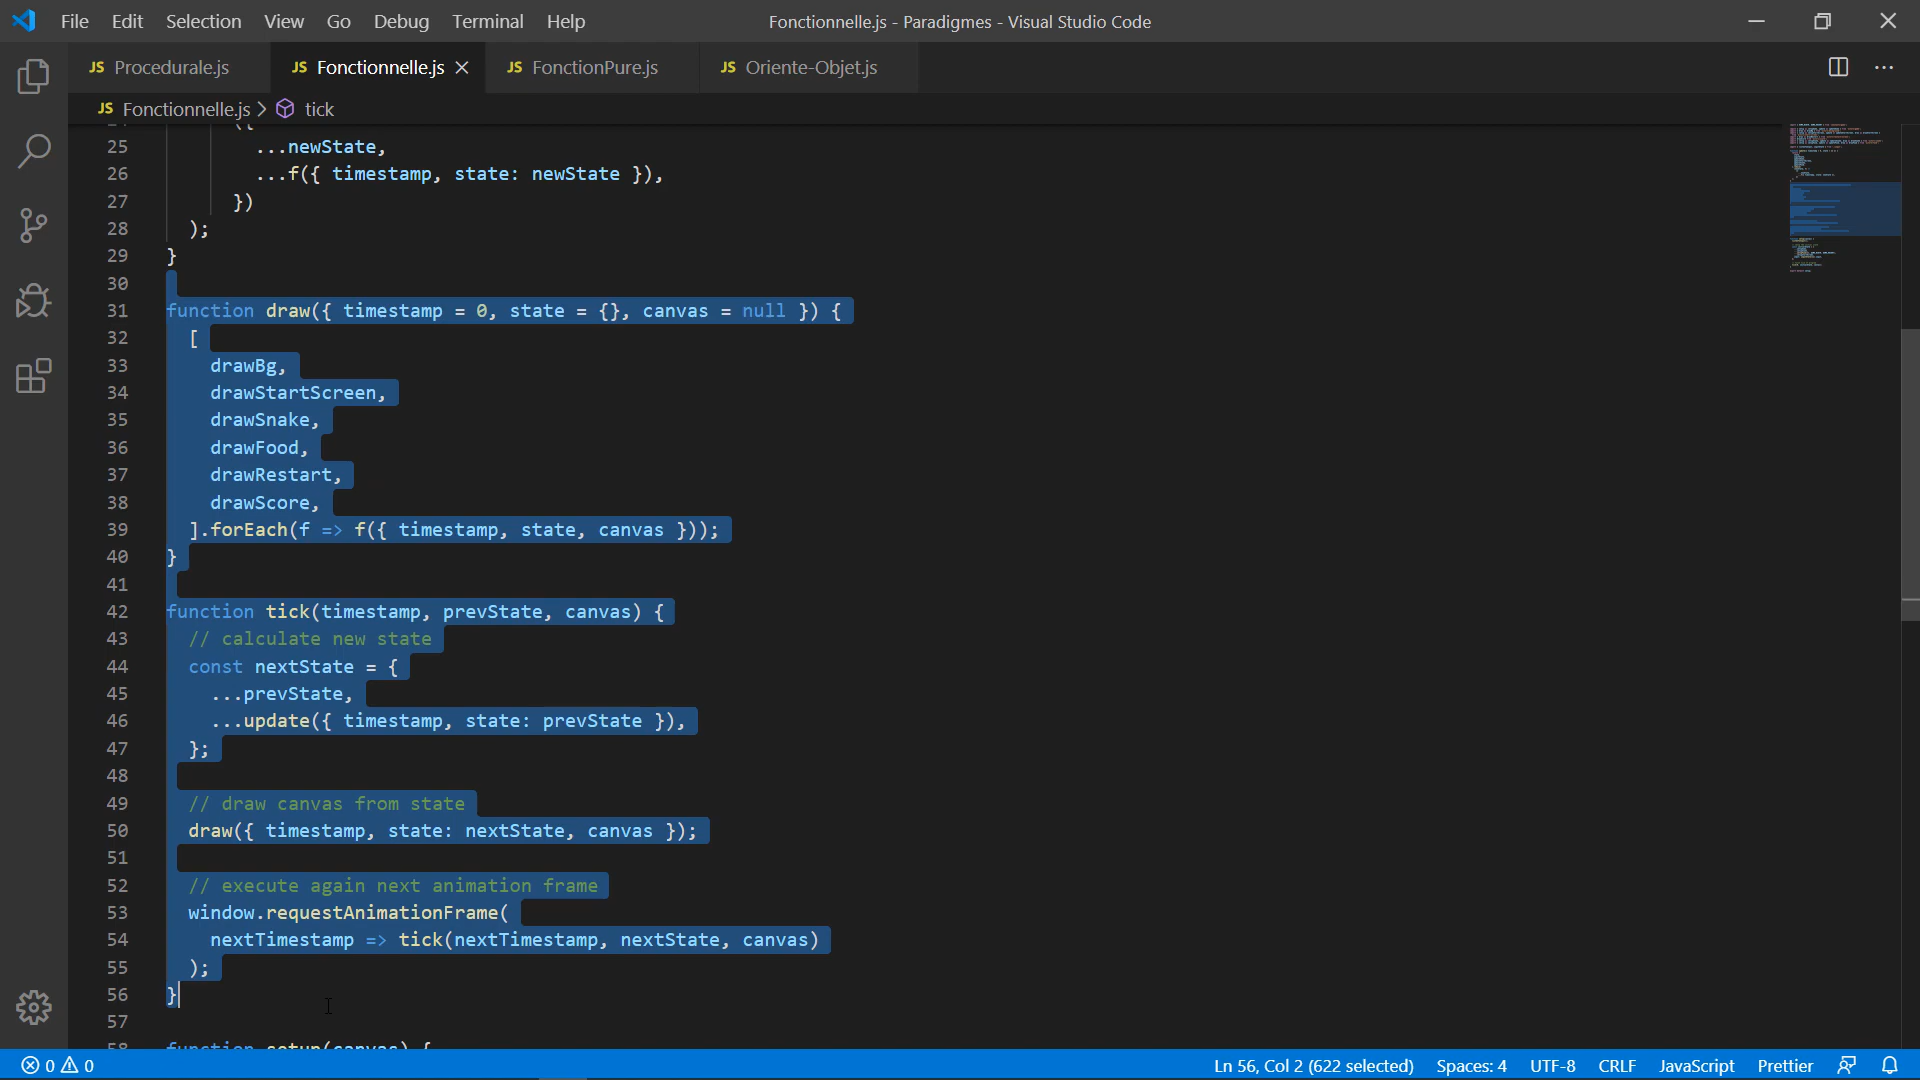 File Edit Selection View Go Debug Terminal Help Fonctionnelle.js - Paradigmes - Visual Studio Code
JS Procedurale.js JS Fonctionnelle.js JS FonctionPure.js JS Oriente-Objet.js
JS Fonctionnelle.js > tick
24 ({
25 ...newState,
26 ...f({ timestamp, state: newState }),
27 })
28 );
29 }
30
31 function draw({ timestamp = 0, state = {}, canvas = null }) {
32 [
33 drawBg,
34 drawStartScreen,
35 drawSnake,
36 drawFood,
37 drawRestart,
38 drawScore,
39 ].forEach(f => f({ timestamp, state, canvas }));
40 }
41
42 function tick(timestamp, prevState, canvas) {
43 // calculate new state
44 const nextState = {
45 ...prevState,
46 ...update({ timestamp, state: prevState }),
47 };
48
49 // draw canvas from state
50 draw({ timestamp, state: nextState, canvas });
51
52 // execute again next animation frame
53 window.requestAnimationFrame(
54 nextTimestamp => tick(nextTimestamp, nextState, canvas)
55 );
56 }
57
58 function setup(canvas) {
0 0 Ln 56, Col 2 (622 selected) Spaces: 4 UTF-8 CRLF JavaScript Prettier